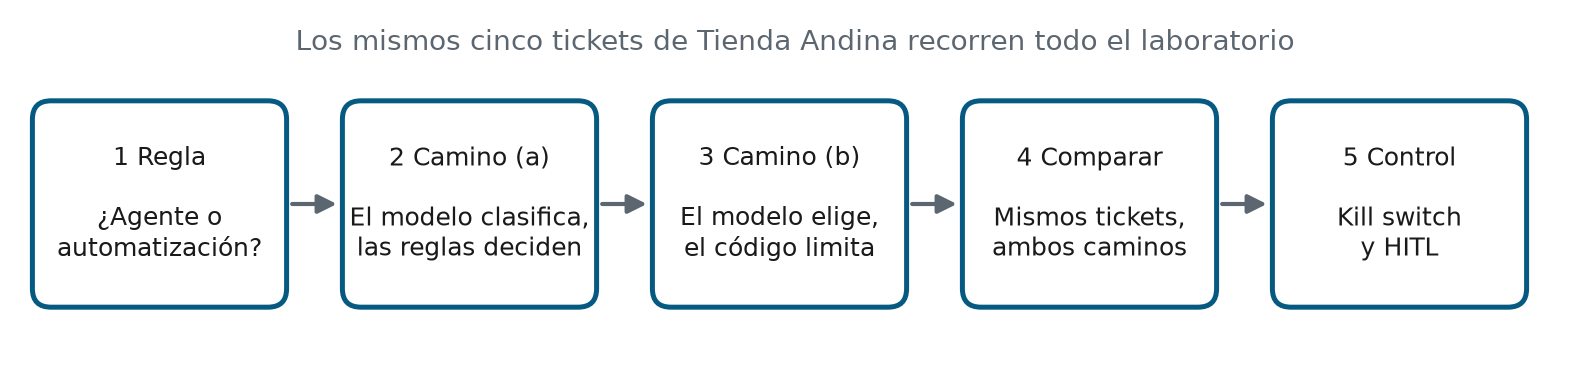 Los mismos cinco tickets de Tienda Andina recorren todo el laboratorio
1 Regla
¿Agente o
automatización?
2 Camino (a)
El modelo clasifica,
las reglas deciden
3 Camino (b)
El modelo elige,
el código limita
4 Comparar
Mismos tickets,
ambos caminos
5 Control
Kill switch
y HITL